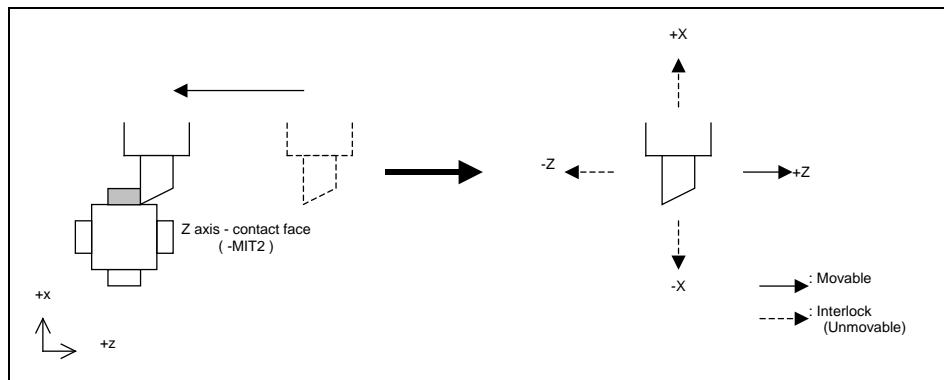 +X
-Z
+Z
Z axis - contact face
( -MIT2 )
-X
: Movable
: Interlock
(Unmovable)
+x
+z